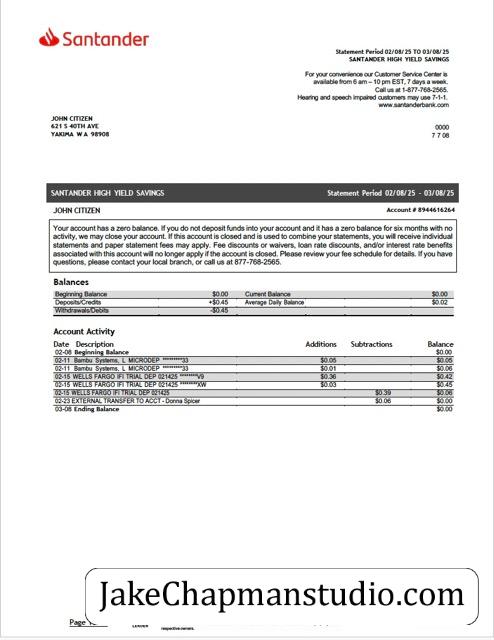 Santander
Statement Period 02/08/25 TO 03/08/25
SANTANDER HIGH YIELD SAVINGS
For your convenience our Customer Service Center is
available from 6 am – 10 pm EST, 7 days a week.
Call us at 1-877-768-2565.
Hearing and speech impaired customers may use 7-1-1.
www.santanderbank.com
JOHN CITIZEN
621 S 40TH AVE
YAKIMA WA 98908
0000
7 7 08
SANTANDER HIGH YIELD SAVINGS Statement Period 02/08/25 - 03/08/25
JOHN CITIZEN Account # 8944616264
Your account has a zero balance. If you do not deposit funds into your account and it has a zero balance for six months with no
activity, we may close your account. If this account is closed and is used to combine your statements, you will receive individual
statements and paper statement fees may apply. Fee discounts or waivers, loan rate discounts, and/or interest rate benefits
associated with this account will no longer apply if the account is closed. Please review your fee schedule for details. If you have
questions, please contact your local branch, or call us at 877-768-2565.
Balances
Beginning Balance $0.00 Current Balance $0.00
Deposits/Credits +$0.45 Average Daily Balance $0.02
Withdrawals/Debits -$0.45
Account Activity
Date Description Additions Subtractions Balance
02-08 Beginning Balance $0.00
02-11 Bambu Systems, L MICRODEP *********33 $0.05 $0.05
02-11 Bambu Systems, L MICRODEP *********33 $0.01 $0.06
02-15 WELLS FARGO IFI TRIAL DEP 021425 ********V9 $0.36 $0.42
02-15 WELLS FARGO IFI TRIAL DEP 021425 ********XW $0.03 $0.45
02-15 WELLS FARGO IFI TRIAL DEP 021425 $0.39 $0.06
02-23 EXTERNAL TRANSFER TO ACCT - Donna Spicer $0.06 $0.00
03-08 Ending Balance $0.00
JakeChapmanstudio.com
Page
LENDER
respective owners.